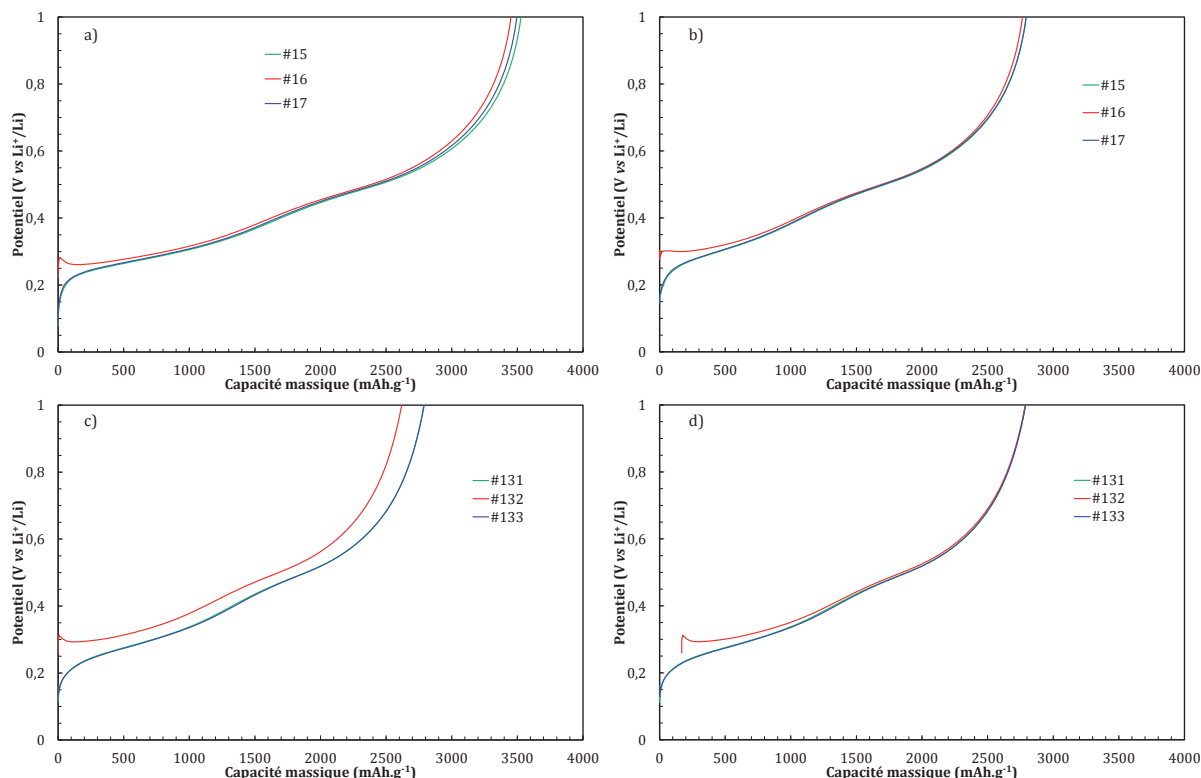 a)
#15
#16
#17
Potentiel (V vs Li⁺/Li)
1
0,8
0,6
0,4
0,2
0
0 500 1000 1500 2000 2500 3000 3500 4000
Capacité massique (mAh.g⁻¹)
b)
#15
#16
#17
Potentiel (V vs Li⁺/Li)
1
0,8
0,6
0,4
0,2
0
0 500 1000 1500 2000 2500 3000 3500 4000
Capacité massique (mAh.g⁻¹)
c)
#131
#132
#133
Potentiel (V vs Li⁺/Li)
1
0,8
0,6
0,4
0,2
0
0 500 1000 1500 2000 2500 3000 3500 4000
Capacité massique (mAh.g⁻¹)
d)
#131
#132
#133
Potentiel (V vs Li⁺/Li)
1
0,8
0,6
0,4
0,2
0
0 500 1000 1500 2000 2500 3000 3500 4000
Capacité massique (mAh.g⁻¹)